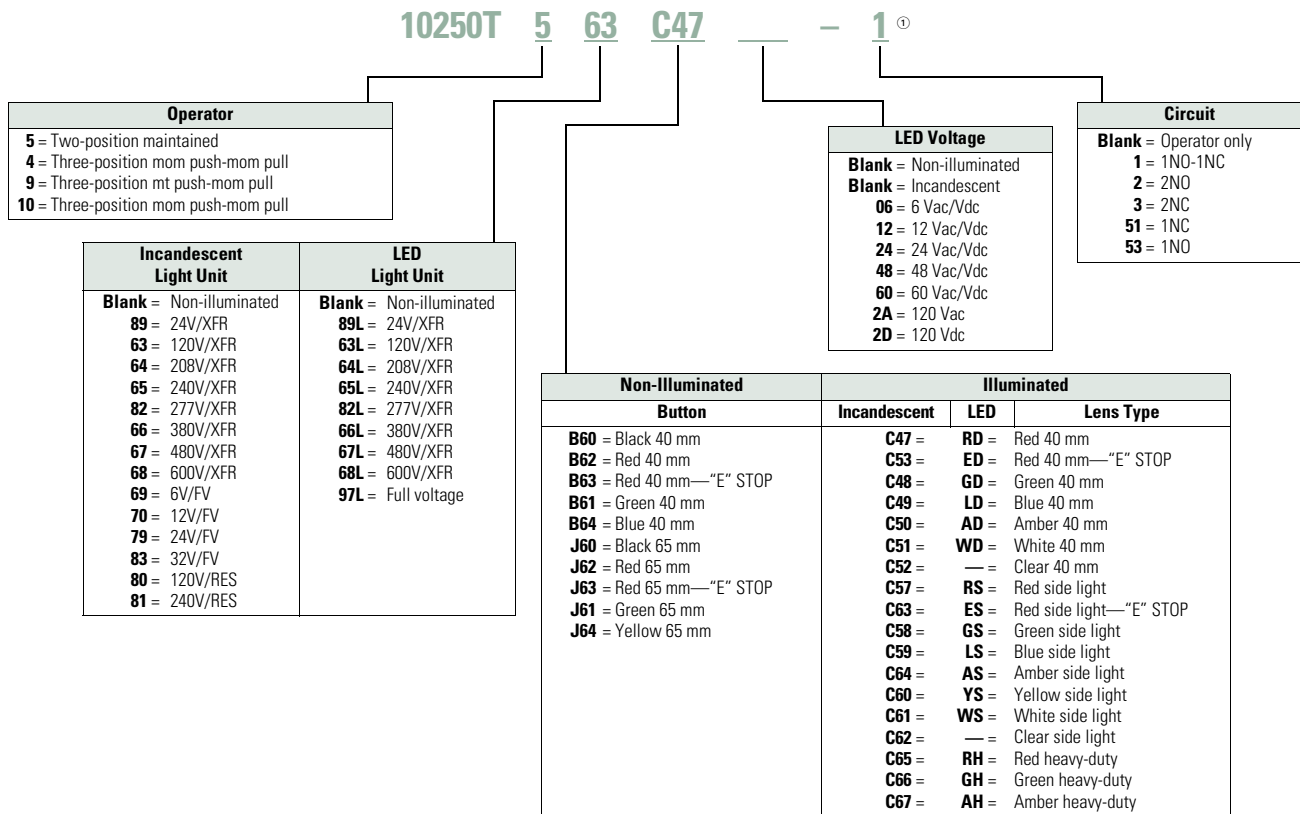 10250T 5 63 C47 ___ – 1 ①
Operator
5 = Two-position maintained
4 = Three-position mom push-mom pull
9 = Three-position mt push-mom pull
10 = Three-position mom push-mom pull
LED Voltage
Blank = Non-illuminated
Blank = Incandescent
06 = 6 Vac/Vdc
12 = 12 Vac/Vdc
24 = 24 Vac/Vdc
48 = 48 Vac/Vdc
60 = 60 Vac/Vdc
2A = 120 Vac
2D = 120 Vdc
Circuit
Blank = Operator only
1 = 1NO-1NC
2 = 2NO
3 = 2NC
51 = 1NC
53 = 1NO
Incandescent
Light Unit
Blank = Non-illuminated
89 = 24V/XFR
63 = 120V/XFR
64 = 208V/XFR
65 = 240V/XFR
82 = 277V/XFR
66 = 380V/XFR
67 = 480V/XFR
68 = 600V/XFR
69 = 6V/FV
70 = 12V/FV
79 = 24V/FV
83 = 32V/FV
80 = 120V/RES
81 = 240V/RES
LED
Light Unit
Blank = Non-illuminated
89L = 24V/XFR
63L = 120V/XFR
64L = 208V/XFR
65L = 240V/XFR
82L = 277V/XFR
66L = 380V/XFR
67L = 480V/XFR
68L = 600V/XFR
97L = Full voltage
Non-Illuminated
Button
B60 = Black 40 mm
B62 = Red 40 mm
B63 = Red 40 mm—“E” STOP
B61 = Green 40 mm
B64 = Blue 40 mm
J60 = Black 65 mm
J62 = Red 65 mm
J63 = Red 65 mm—“E” STOP
J61 = Green 65 mm
J64 = Yellow 65 mm
Illuminated
Incandescent LED Lens Type
C47 = RD = Red 40 mm
C53 = ED = Red 40 mm—“E” STOP
C48 = GD = Green 40 mm
C49 = LD = Blue 40 mm
C50 = AD = Amber 40 mm
C51 = WD = White 40 mm
C52 = — = Clear 40 mm
C57 = RS = Red side light
C63 = ES = Red side light—“E” STOP
C58 = GS = Green side light
C59 = LS = Blue side light
C64 = AS = Amber side light
C60 = YS = Yellow side light
C61 = WS = White side light
C62 = — = Clear side light
C65 = RH = Red heavy-duty
C66 = GH = Green heavy-duty
C67 = AH = Amber heavy-duty